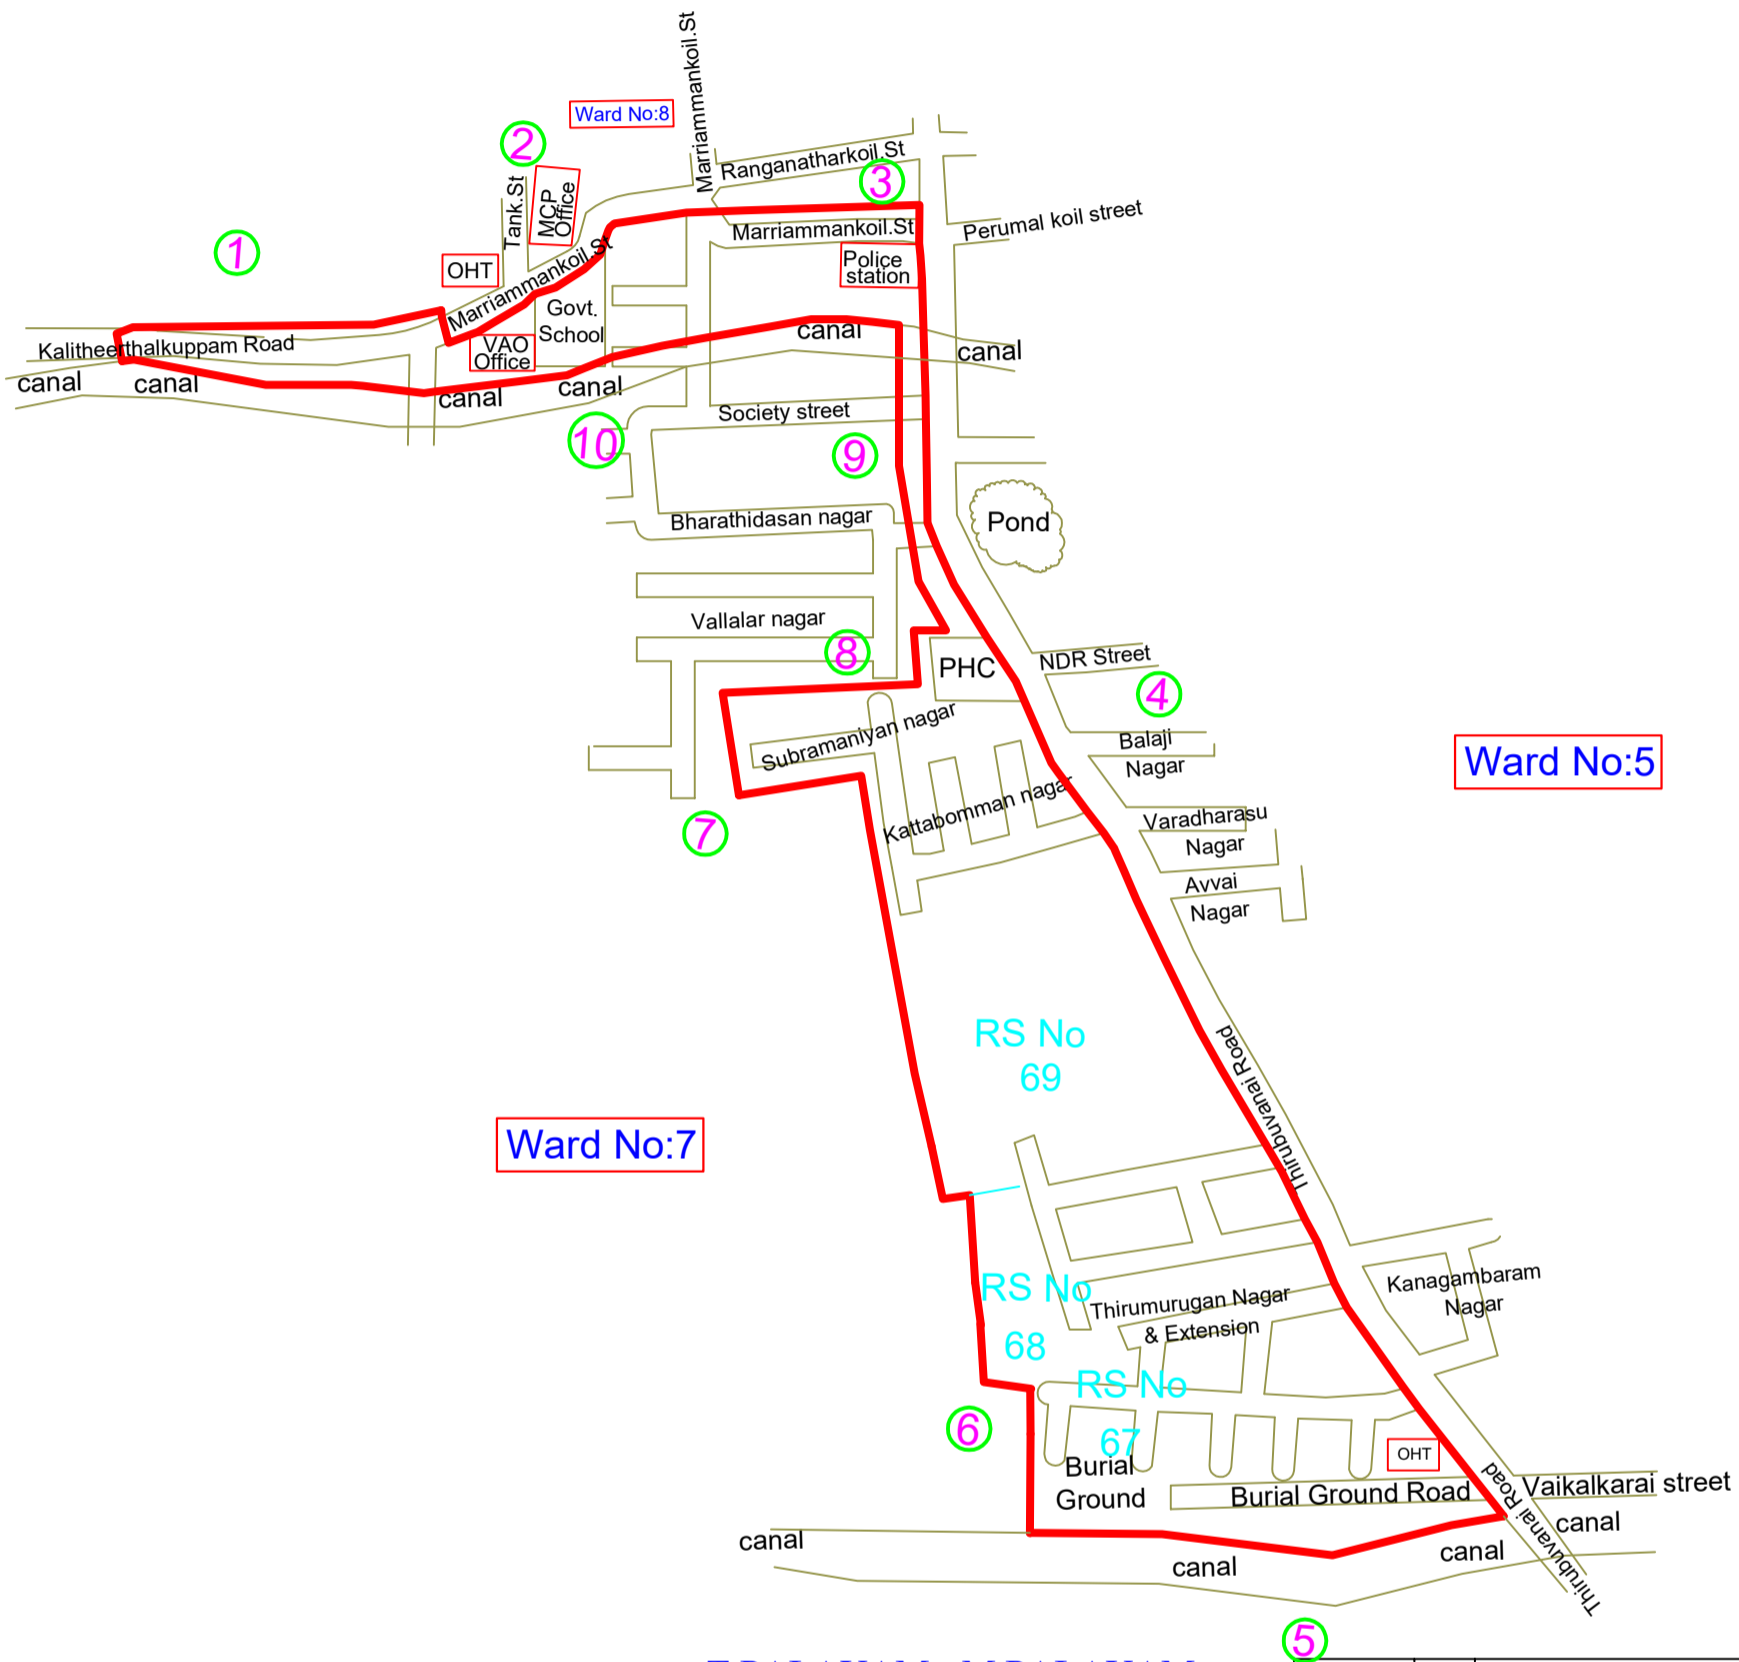 Marriammankoil.St
Ward No:8
2
Ranganatharkoil.St
3
MCP
Office
Tank.St
Perumal koil street
Marriammankoil.St
1
OHT
Police
station
Marriammankoil.St
Govt.
School
Kalitheerthalkuppam Road
VAO
Office
canal
canal
canal
canal
canal
canal
canal
Society street
10
9
Bharathidasan nagar
Pond
Vallalar nagar
8
PHC
NDR Street
4
Subramaniyan nagar
Balaji
Nagar
Ward No:5
Kattabomman nagar
7
Varadharasu
Nagar
Avvai
Nagar
RS No
69
Thirubuvanai Road
Ward No:7
RS No
68
Thirumurugan Nagar
& Extension
Kanagambaram
Nagar
RS No
67
6
Burial
Ground
OHT
Burial Ground Road
Thirubuvanai Road
Vaikalkarai street
canal
canal
canal
canal
Thirubuvanai Road
5